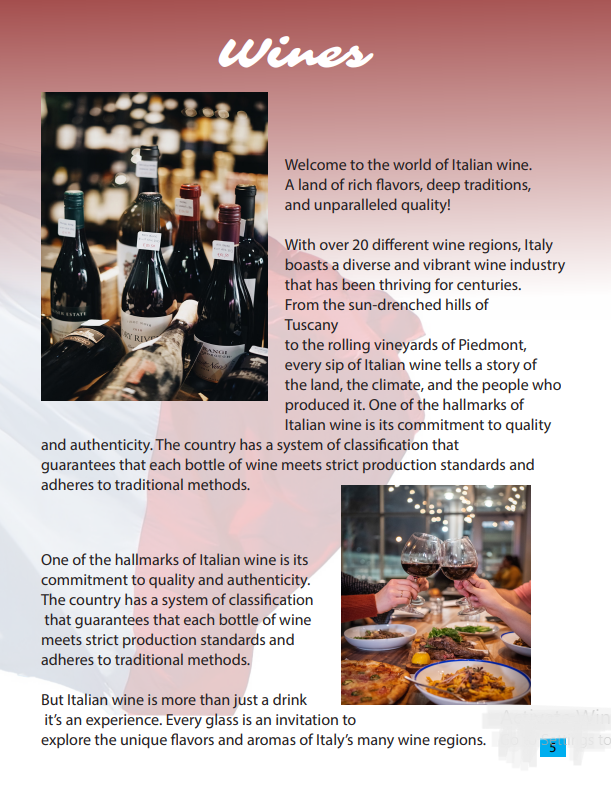 Wines
Welcome to the world of Italian wine.
A land of rich flavors, deep traditions,
and unparalleled quality!
With over 20 different wine regions, Italy
boasts a diverse and vibrant wine industry
that has been thriving for centuries.
From the sun-drenched hills of
Tuscany
to the rolling vineyards of Piedmont,
every sip of Italian wine tells a story of
the land, the climate, and the people who
produced it. One of the hallmarks of
Italian wine is its commitment to quality
and authenticity. The country has a system of classification that
guarantees that each bottle of wine meets strict production standards and
adheres to traditional methods.
One of the hallmarks of Italian wine is its
commitment to quality and authenticity.
The country has a system of classification
that guarantees that each bottle of wine
meets strict production standards and
adheres to traditional methods.
But Italian wine is more than just a drink
it’s an experience. Every glass is an invitation to
explore the unique flavors and aromas of Italy’s many wine regions.
5